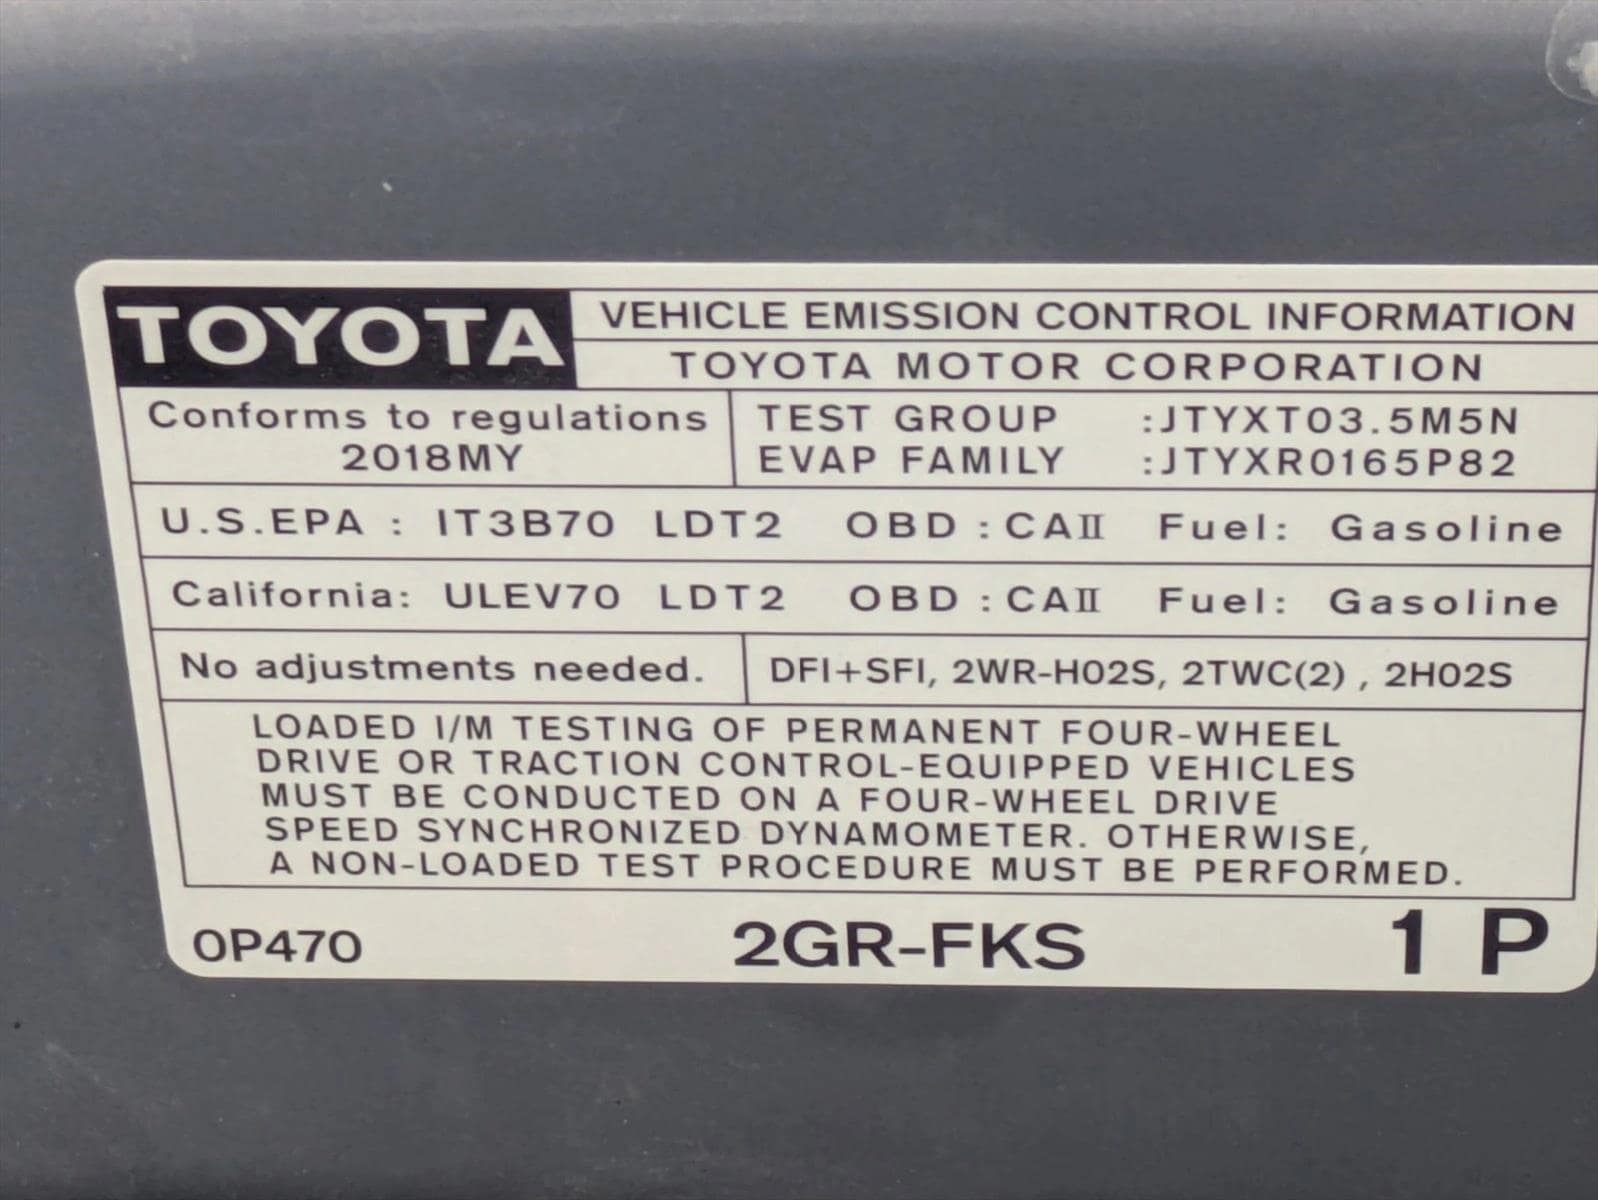 TOYOTA
VEHICLE EMISSION CONTROL INFORMATION
TOYOTA MOTOR CORPORATION
Conforms to regulations
2018MY
TEST GROUP :JTYXT03.5M5N
EVAP FAMILY :JTYXR0165P82
U.S.EPA : IT3B70 LDT2 OBD : CAⅡ Fuel: Gasoline
California: ULEV70 LDT2 OBD : CAⅡ Fuel: Gasoline
No adjustments needed.
DFI+SFI, 2WR-HO2S, 2TWC(2) , 2HO2S
LOADED I/M TESTING OF PERMANENT FOUR-WHEEL
DRIVE OR TRACTION CONTROL-EQUIPPED VEHICLES
MUST BE CONDUCTED ON A FOUR-WHEEL DRIVE
SPEED SYNCHRONIZED DYNAMOMETER. OTHERWISE,
A NON-LOADED TEST PROCEDURE MUST BE PERFORMED.
0P470 2GR-FKS 1 P